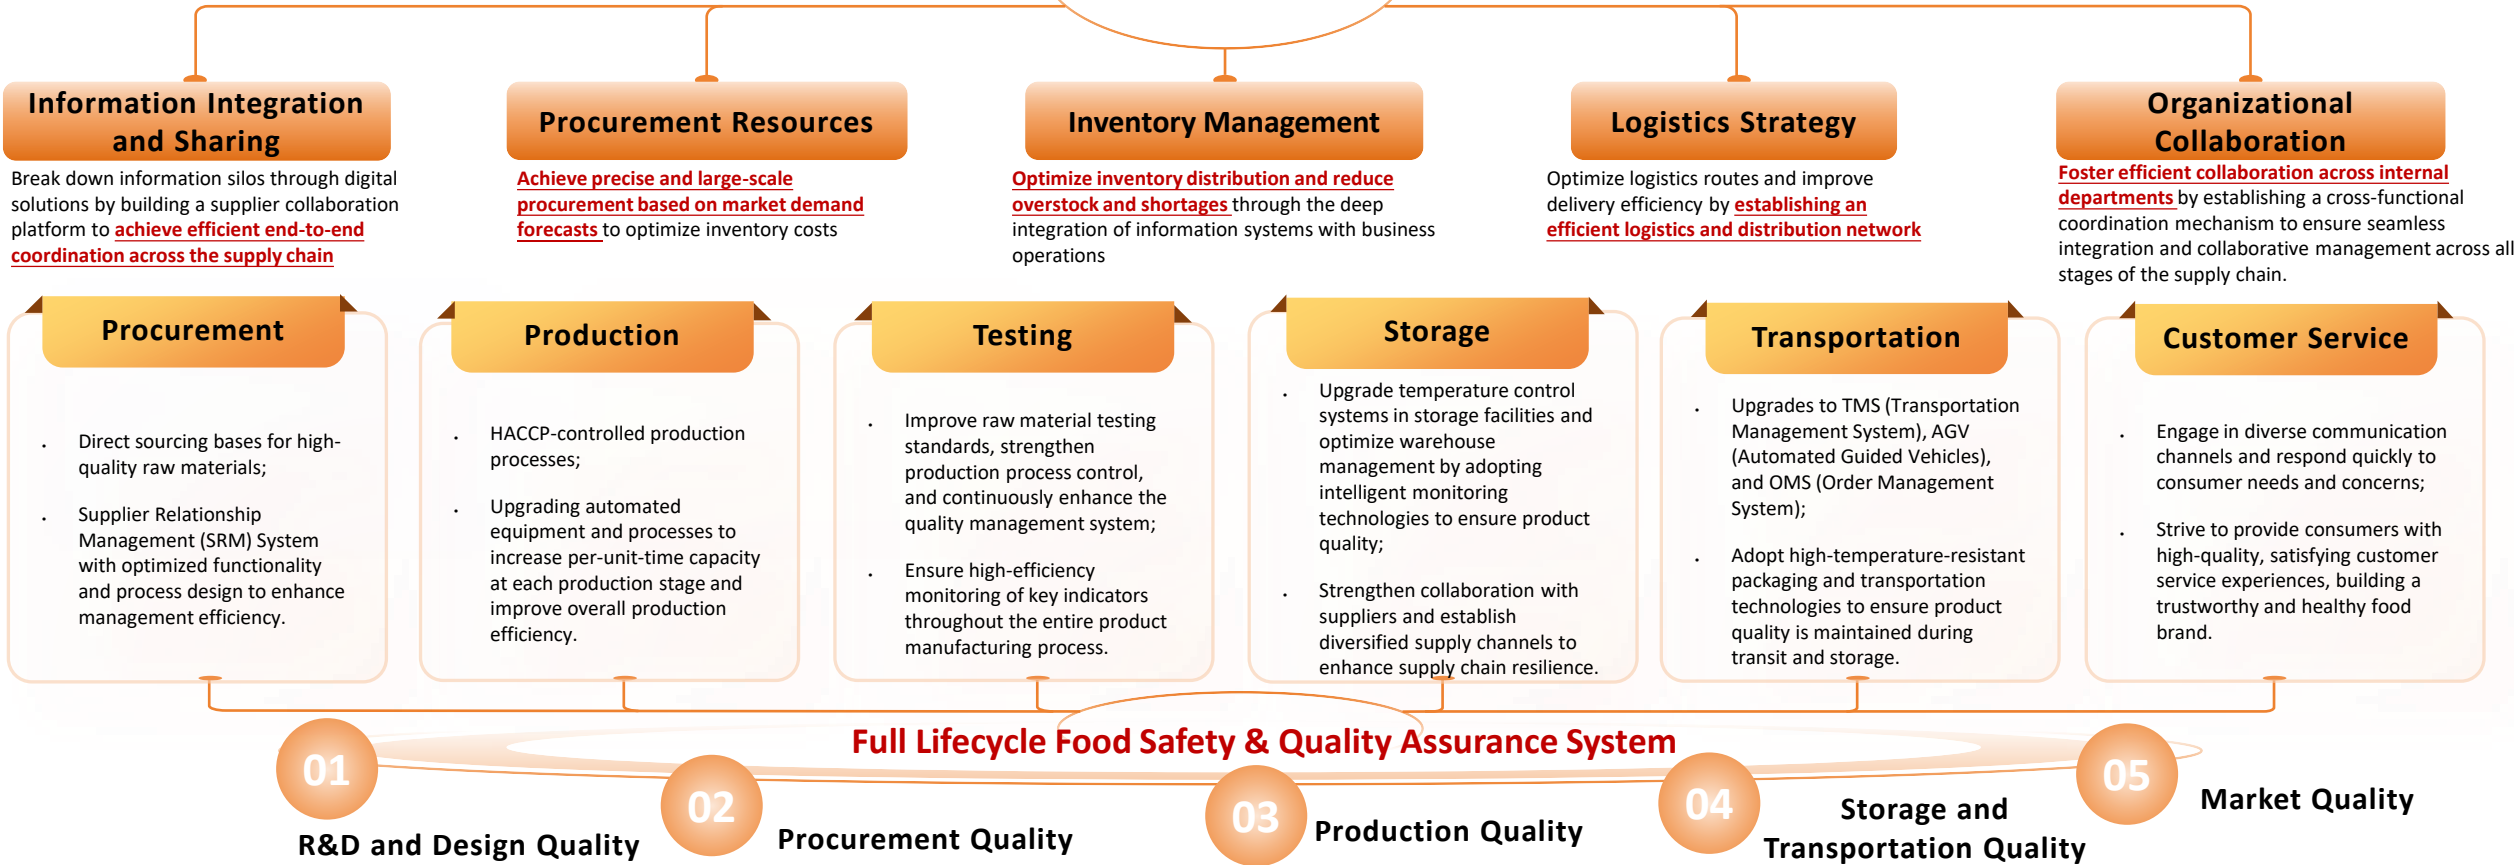 Information Integration
and Sharing
Break down information silos through digital
solutions by building a supplier collaboration
platform to achieve efficient end-to-end
coordination across the supply chain
Procurement Resources
Achieve precise and large-scale
procurement based on market demand
forecasts to optimize inventory costs
Inventory Management
Optimize inventory distribution and reduce
overstock and shortages through the deep
integration of information systems with business
operations
Logistics Strategy
Optimize logistics routes and improve
delivery efficiency by establishing an
efficient logistics and distribution network
Organizational
Collaboration
Foster efficient collaboration across internal
departments by establishing a cross-functional
coordination mechanism to ensure seamless
integration and collaborative management across all
stages of the supply chain.
Procurement
• Direct sourcing bases for high-
quality raw materials;
• Supplier Relationship
Management (SRM) System
with optimized functionality
and process design to enhance
management efficiency.
Production
• HACCP-controlled production
processes;
• Upgrading automated
equipment and processes to
increase per-unit-time capacity
at each production stage and
improve overall production
efficiency.
Testing
• Improve raw material testing
standards, strengthen
production process control,
and continuously enhance the
quality management system;
• Ensure high-efficiency
monitoring of key indicators
throughout the entire product
manufacturing process.
Storage
• Upgrade temperature control
systems in storage facilities and
optimize warehouse
management by adopting
intelligent monitoring
technologies to ensure product
quality;
• Strengthen collaboration with
suppliers and establish
diversified supply channels to
enhance supply chain resilience.
Transportation
• Upgrades to TMS (Transportation
Management System), AGV
(Automated Guided Vehicles),
and OMS (Order Management
System);
• Adopt high-temperature-resistant
packaging and transportation
technologies to ensure product
quality is maintained during
transit and storage.
Customer Service
• Engage in diverse communication
channels and respond quickly to
consumer needs and concerns;
• Strive to provide consumers with
high-quality, satisfying customer
service experiences, building a
trustworthy and healthy food
brand.
Full Lifecycle Food Safety & Quality Assurance System
01
R&D and Design Quality
02
Procurement Quality
03
Production Quality
04
Storage and
Transportation Quality
05
Market Quality